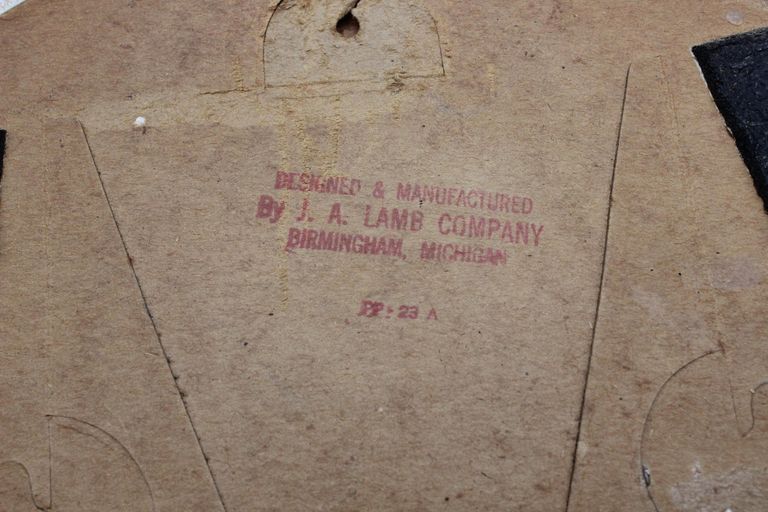 DESIGNED & MANUFACTURED
By J. A. LAMB COMPANY
BIRMINGHAM, MICHIGAN
23 A